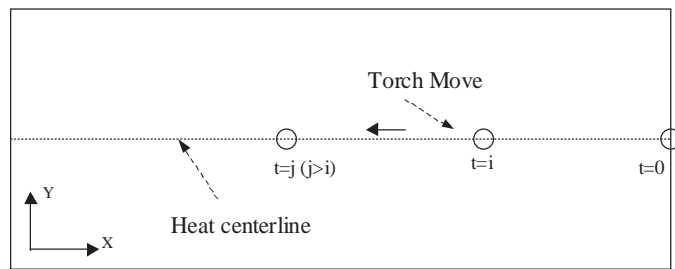 Torch Move
t=j (j>i)
t=i
t=0
Y
Heat centerline
X